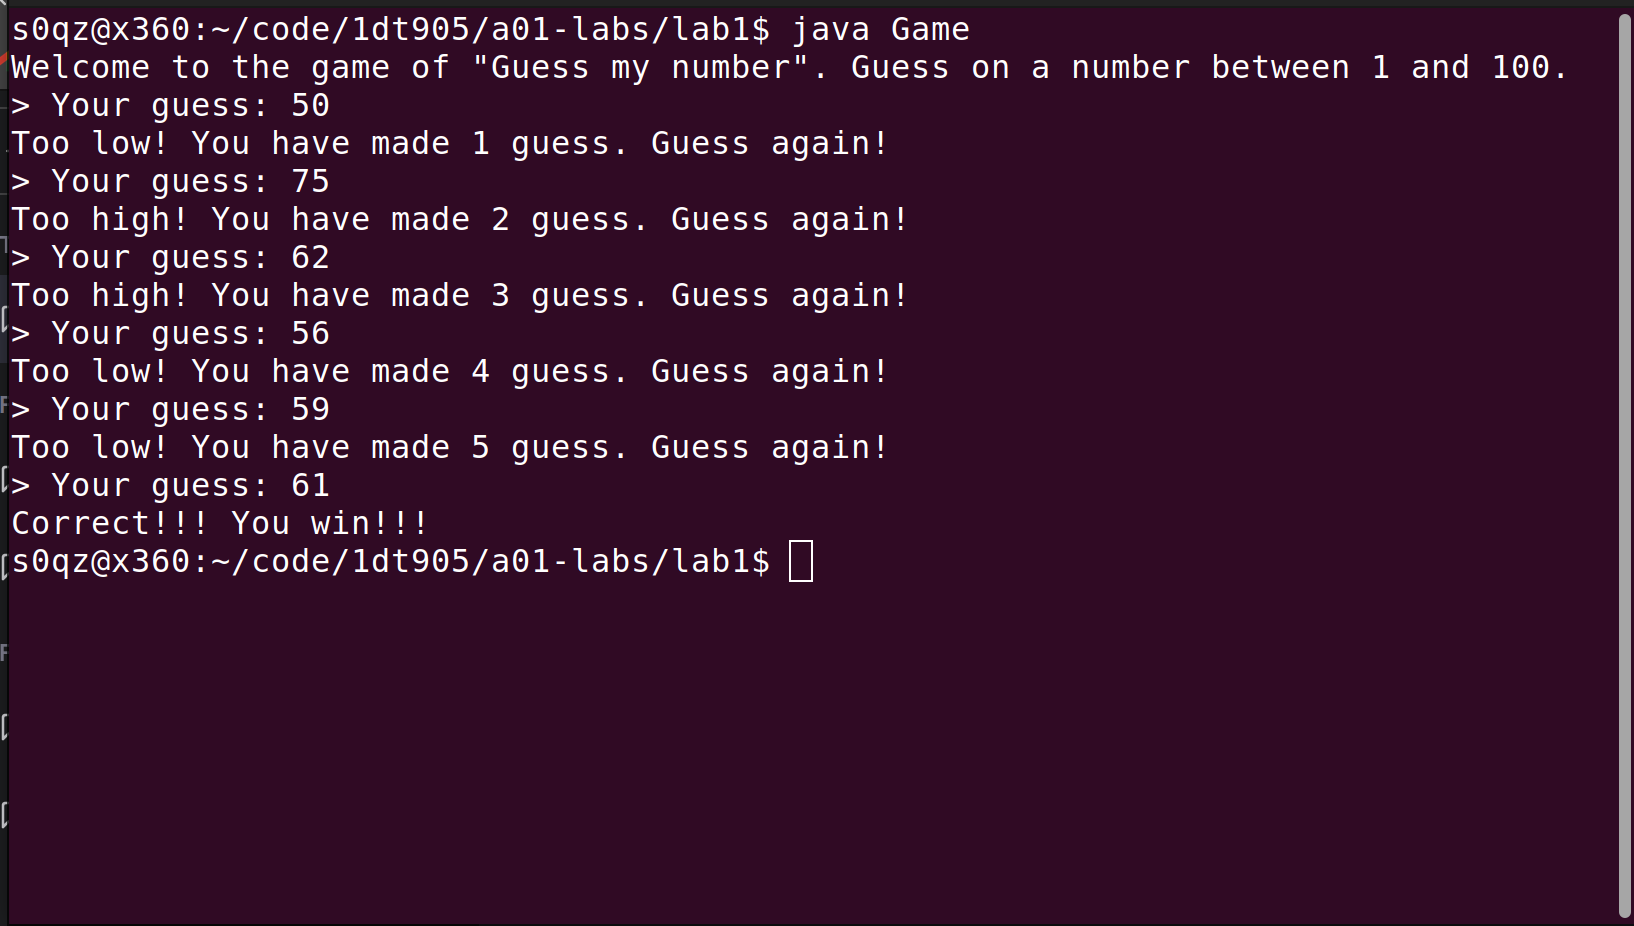 s0qz@x360:~/code/1dt905/a01-labs/lab1$ java Game
Welcome to the game of "Guess my number". Guess on a number between 1 and 100.
> Your guess: 50
Too low! You have made 1 guess. Guess again!
> Your guess: 75
Too high! You have made 2 guess. Guess again!
> Your guess: 62
Too high! You have made 3 guess. Guess again!
> Your guess: 56
Too low! You have made 4 guess. Guess again!
> Your guess: 59
Too low! You have made 5 guess. Guess again!
> Your guess: 61
Correct!!! You win!!!
s0qz@x360:~/code/1dt905/a01-labs/lab1$